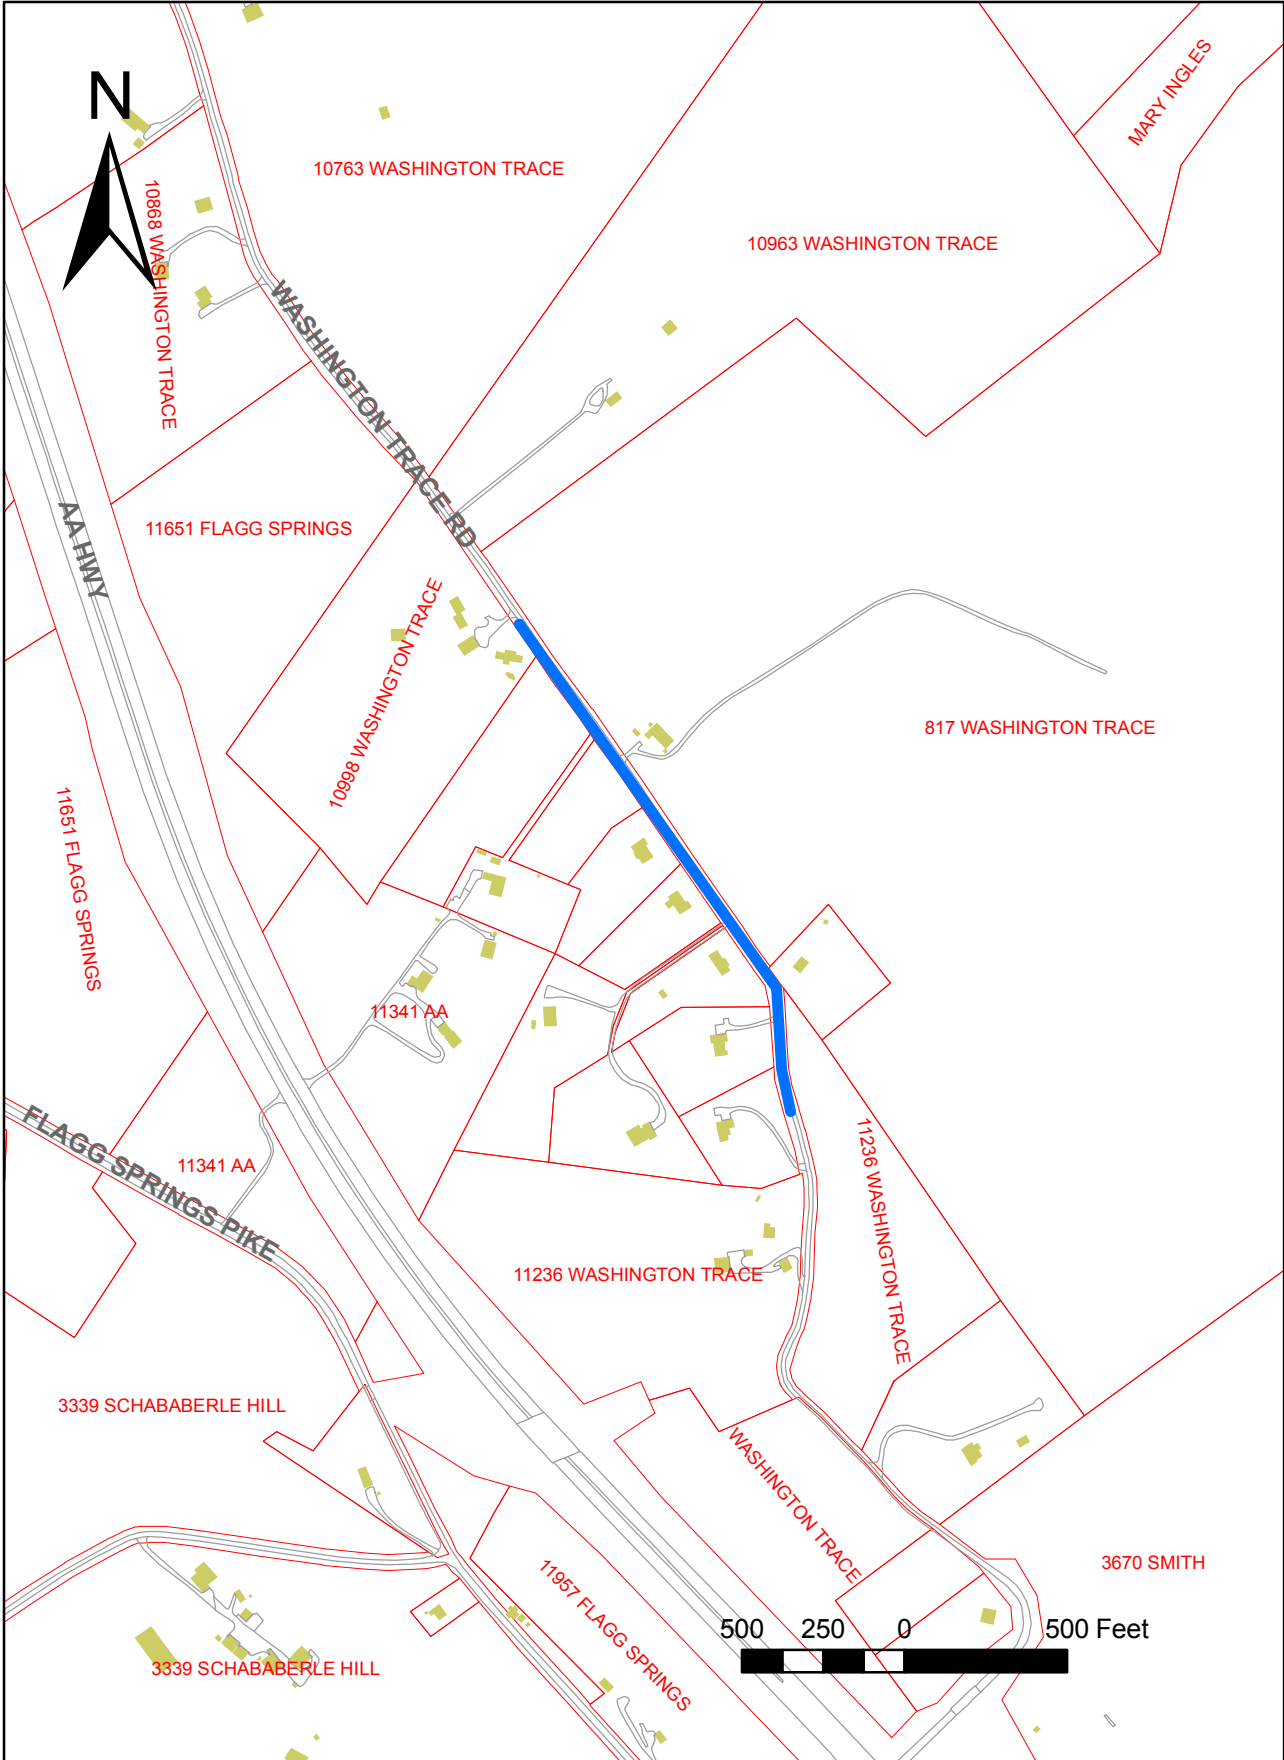 MARY INGLES
N
10763 WASHINGTON TRACE
10868 WASHINGTON TRACE
10963 WASHINGTON TRACE
WASHINGTON TRACE RD
AA HWY
11651 FLAGG SPRINGS
10998 WASHINGTON TRACE
817 WASHINGTON TRACE
11651 FLAGG SPRINGS
11341 AA
FLAGG SPRINGS PIKE
11341 AA
11236 WASHINGTON TRACE
11236 WASHINGTON TRACE
3339 SCHABABERLE HILL
WASHINGTON TRACE
3670 SMITH
11957 FLAGG SPRINGS
500 250 0 500 Feet
3339 SCHABABERLE HILL